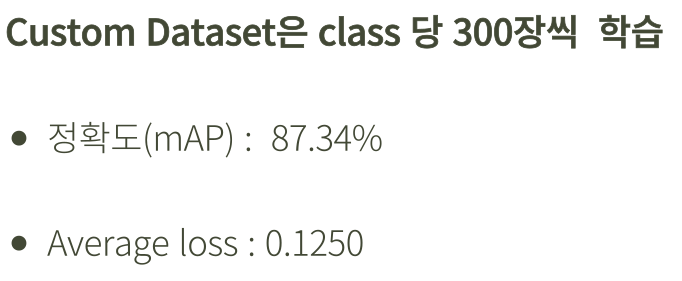 Custom Dataset은 class 당 300장씩 학습
● 정확도(mAP) : 87.34%
● Average loss : 0.1250